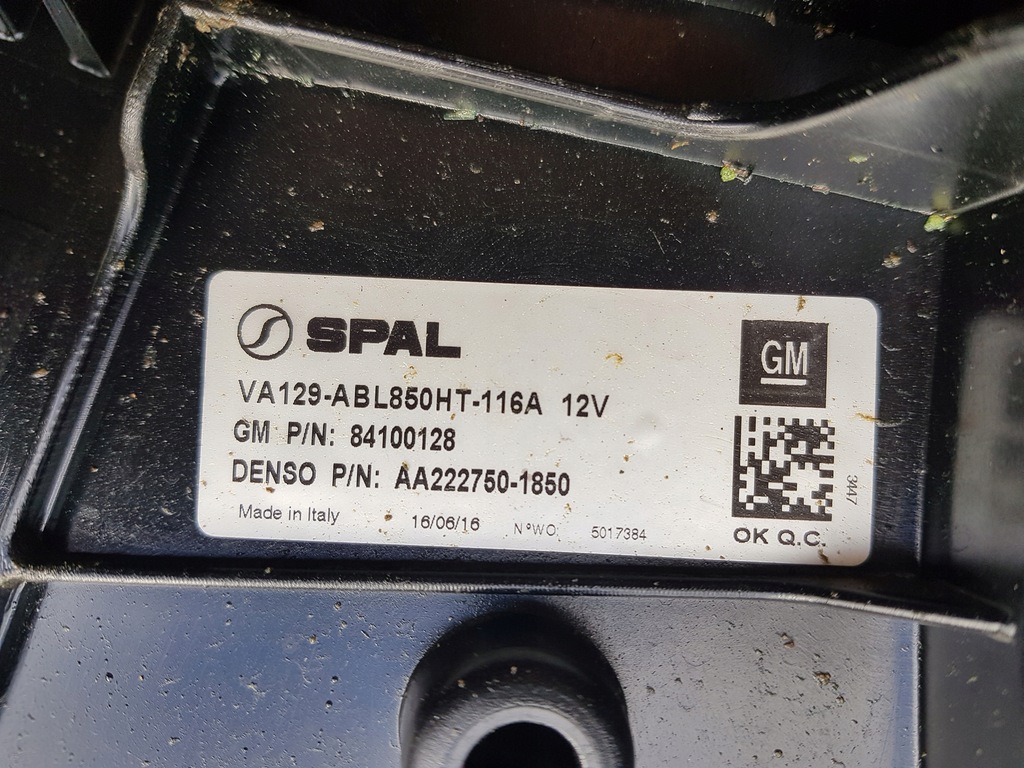 SPAL
VA129-ABL850HT-116A 12V
GM P/N: 84100128
DENSO P/N: AA222750-1850
Made in Italy 16/06/16 N°WO 5017384
GM
3447
OK Q.C.